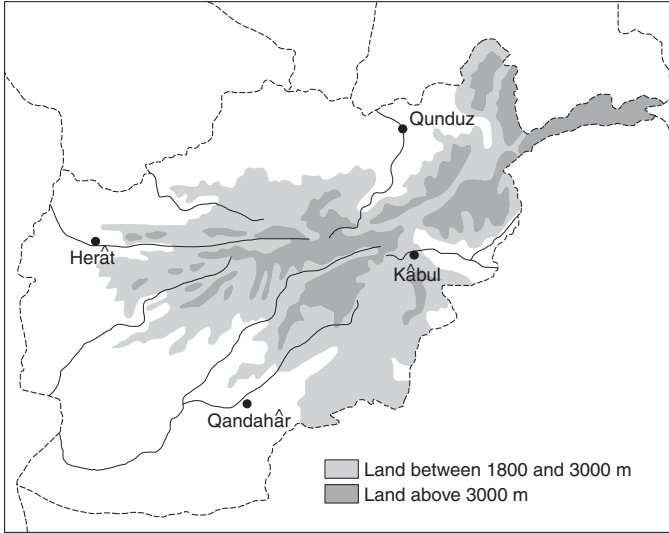 Qunduz
Herât
Kâbul
Qandahâr
Land between 1800 and 3000 m
Land above 3000 m